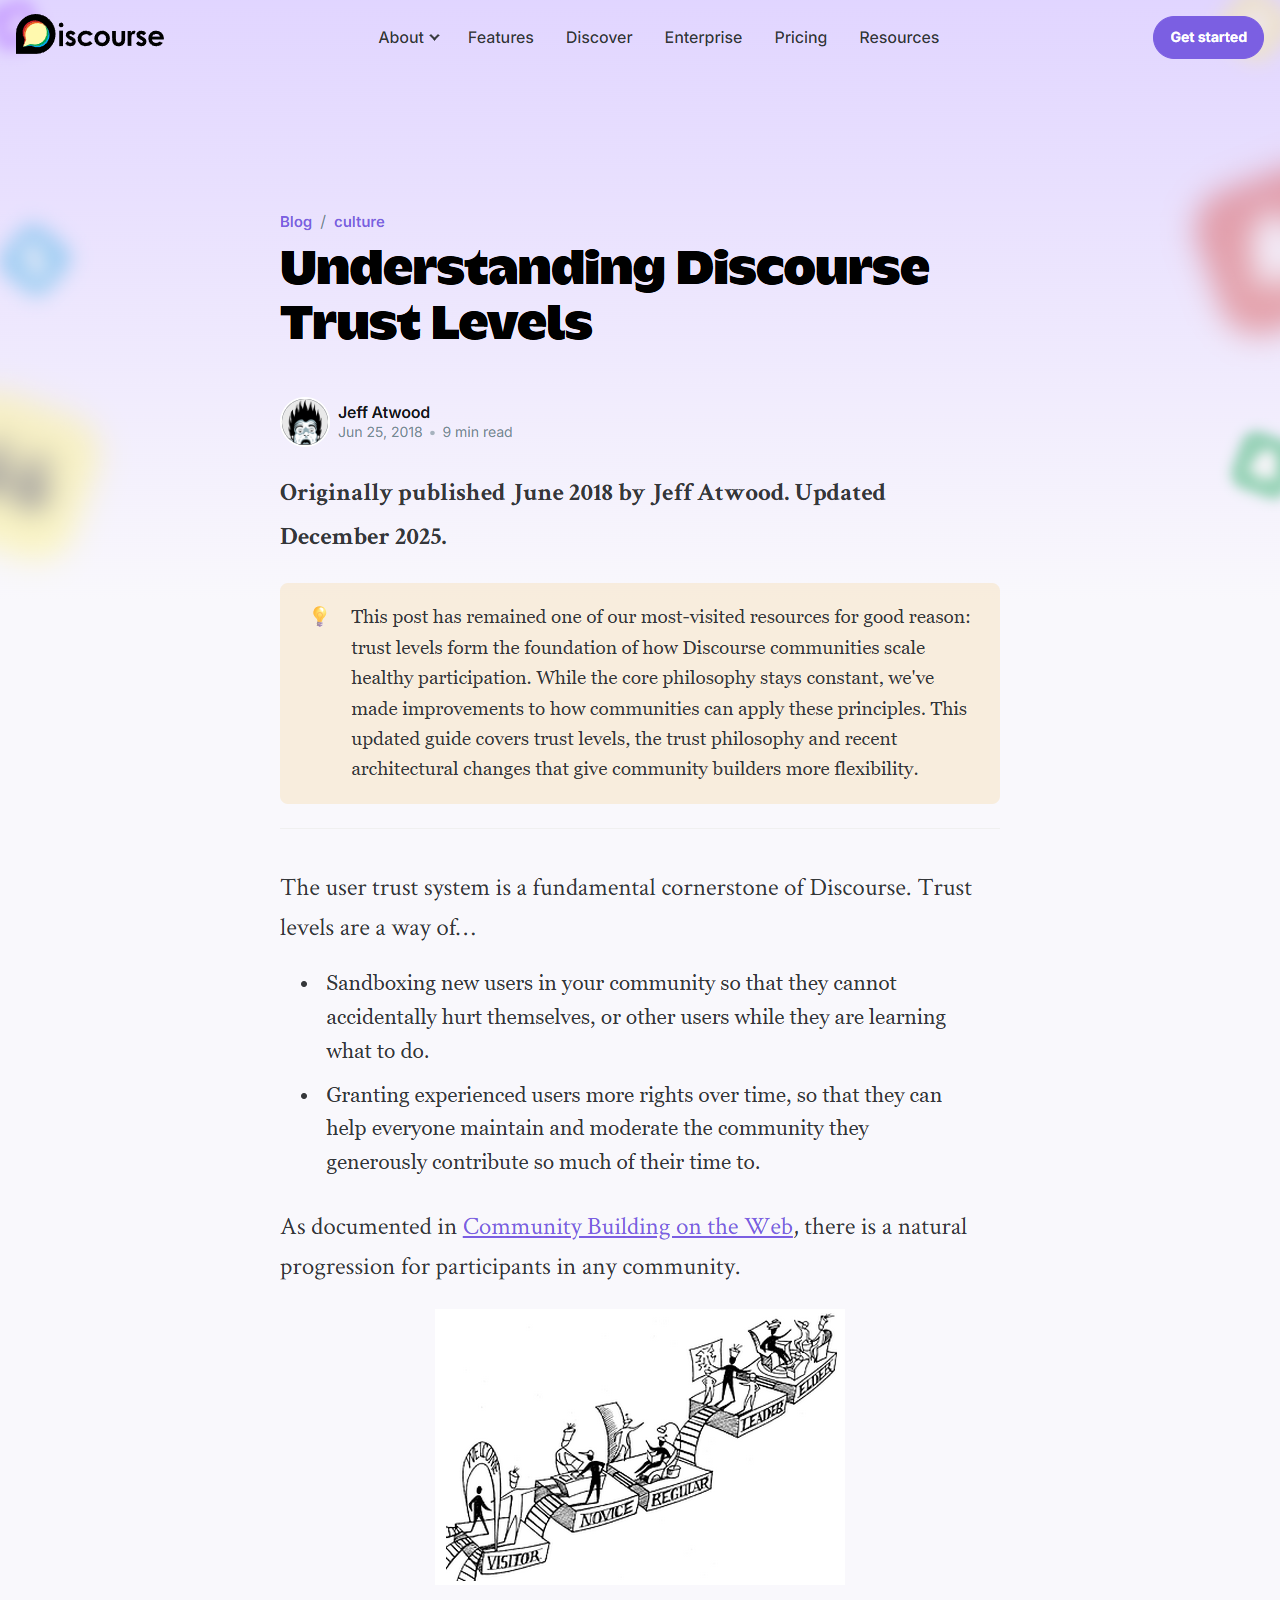 Discourse
About
Features
Discover
Enterprise
Pricing
Resources
Get started
Blog / culture
Understanding Discourse
Trust Levels
Jeff Atwood
Jun 25, 2018 • 9 min read
Originally published June 2018 by Jeff Atwood. Updated
December 2025.
This post has remained one of our most-visited resources for good reason:
trust levels form the foundation of how Discourse communities scale
healthy participation. While the core philosophy stays constant, we've
made improvements to how communities can apply these principles. This
updated guide covers trust levels, the trust philosophy and recent
architectural changes that give community builders more flexibility.
The user trust system is a fundamental cornerstone of Discourse. Trust
levels are a way of…
• Sandboxing new users in your community so that they cannot
accidentally hurt themselves, or other users while they are learning
what to do.
• Granting experienced users more rights over time, so that they can
help everyone maintain and moderate the community they
generously contribute so much of their time to.
As documented in Community Building on the Web, there is a natural
progression for participants in any community.
WELCOME
VISITOR
NOVICE
REGULAR
LEADER
ELDER